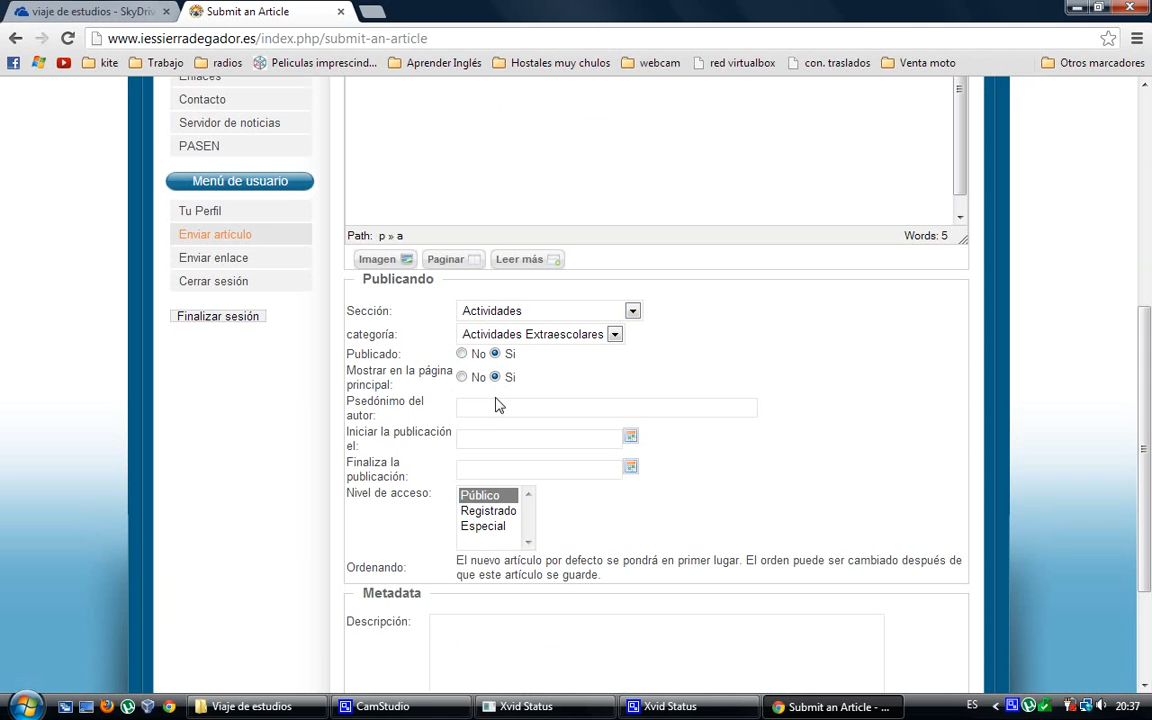 viaje de estudios - SkyDriv
Submit an Article
www.iessierradegador.es/index.php/submit-an-article
kite
Trabajo
radios
Peliculas imprescind...
Aprender Inglés
Hostales muy chulos
webcam
red virtualbox
con. traslados
Venta moto
Otros marcadores
Enlaces
Contacto
Servidor de noticias
PASEN
Menú de usuario
Tu Perfil
Enviar artículo
Enviar enlace
Cerrar sesión
Finalizar sesión
Path: p » a
Words: 5
Imagen
Paginar
Leer más
Publicando
Sección: Actividades
categoría: Actividades Extraescolares
Publicado: No Si
Mostrar en la página
principal: No Si
Psedónimo del
autor:
Iniciar la publicación
el:
Finaliza la
publicación:
Nivel de acceso: Público
Registrado
Especial
Ordenando:
El nuevo artículo por defecto se pondrá en primer lugar. El orden puede ser cambiado después de
que este artículo se guarde.
Metadata
Descripción:
Viaje de estudios
CamStudio
Xvid Status
Xvid Status
Submit an Article - ...
ES
20:37